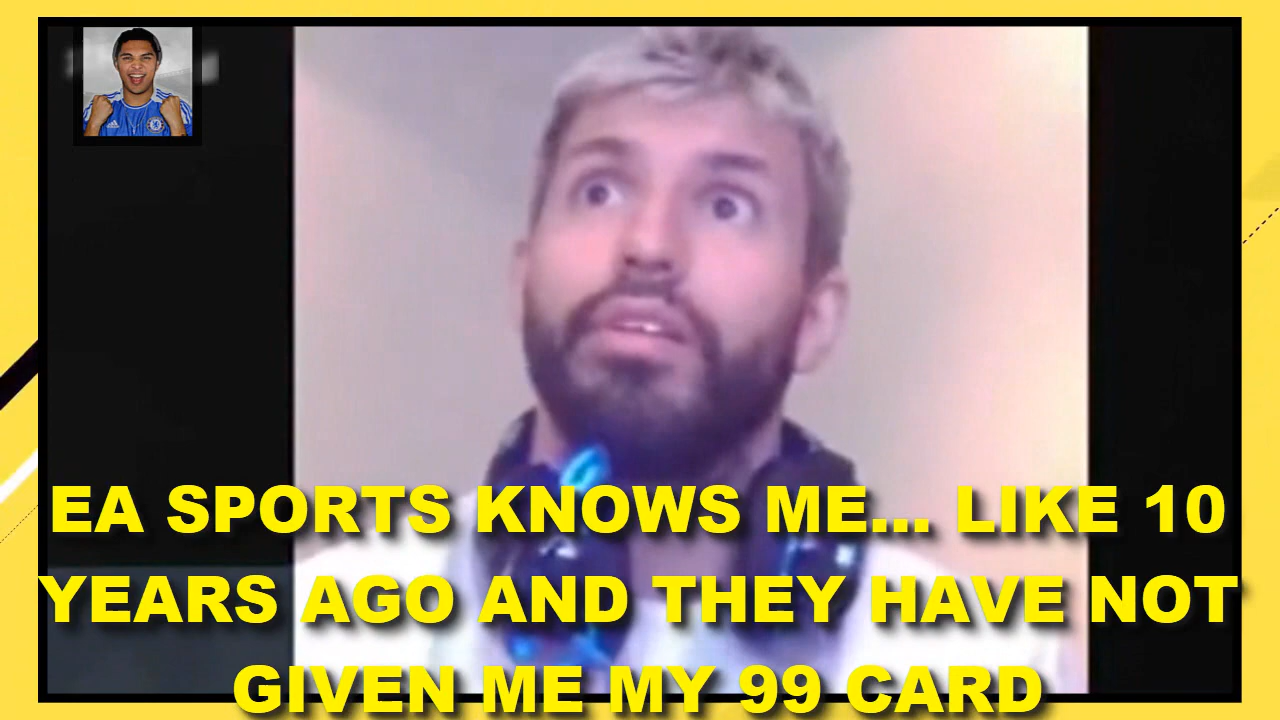 EA SPORTS KNOWS ME... LIKE 10
YEARS AGO AND THEY HAVE NOT
GIVEN ME MY 99 CARD